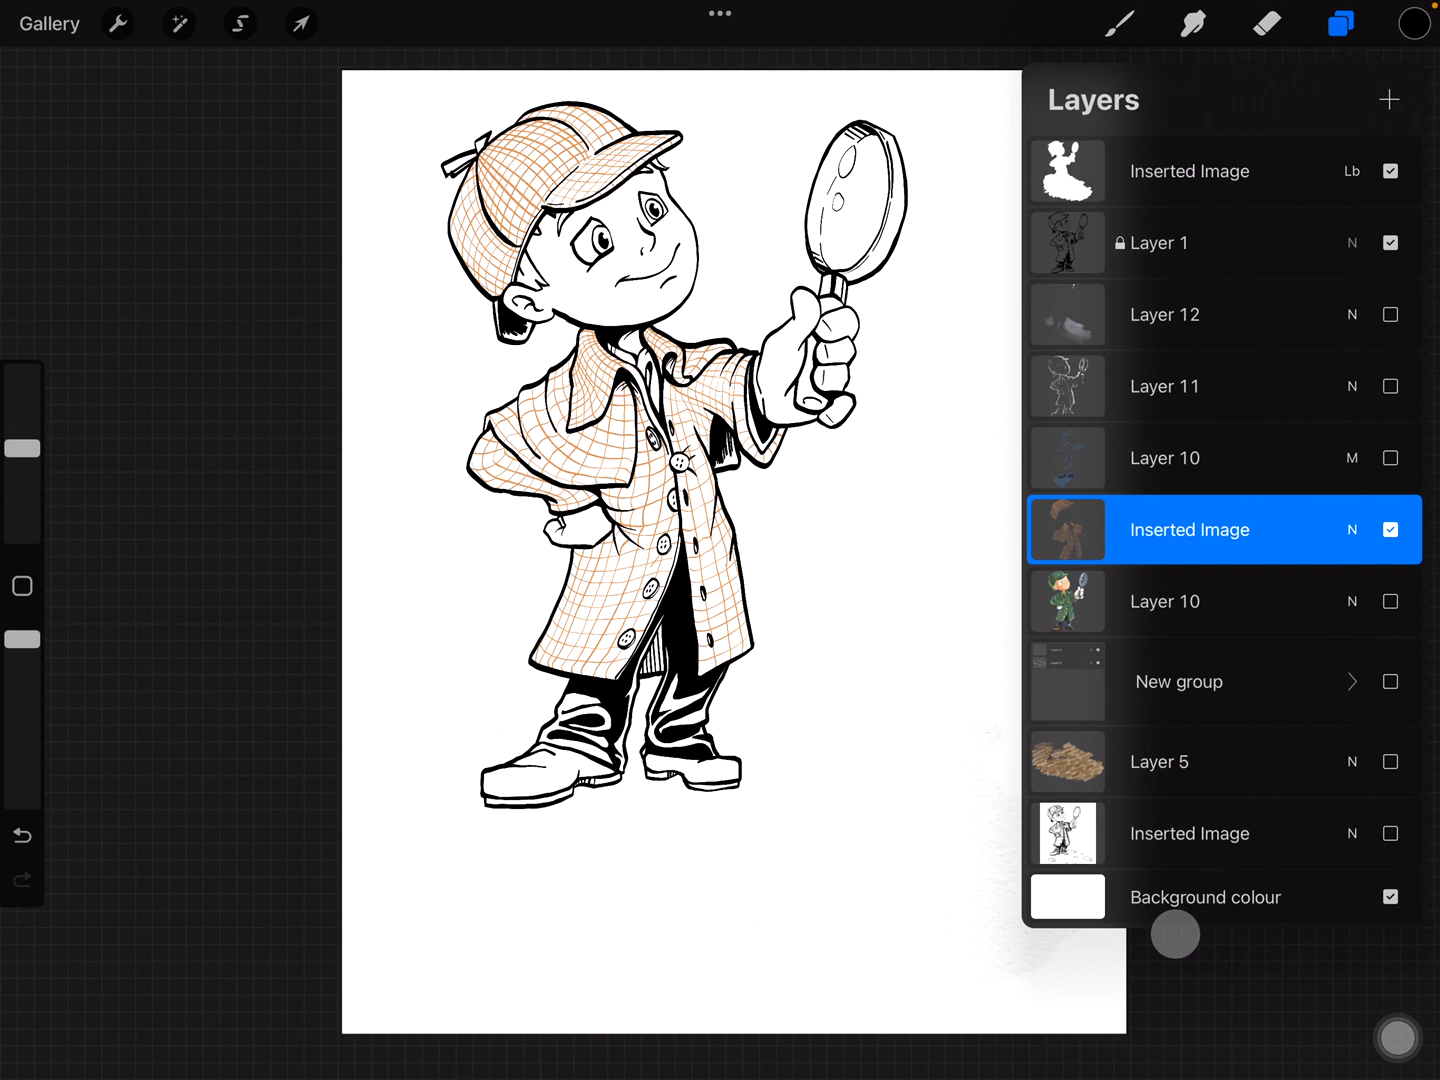 Gallery
Layers
Inserted Image Lb
Layer 1 N
Layer 12 N
Layer 11 N
Layer 10 M
Inserted Image N
Layer 10 N
New group
Layer 5 N
Inserted Image N
Background colour